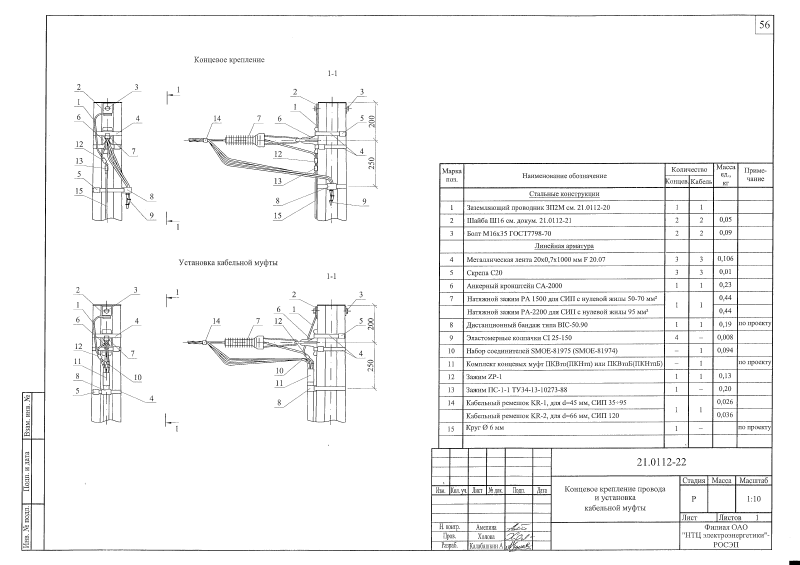 56
Концевое крепление
1-1
2
3
1
1
4
6
7
12
13
5
8
15
9
1
14
7
6
2
3
1
5
4
12
13
8
15
9
200
250
Установка кабельной муфты
1-1
2
3
1
1
4
6
12
7
11
10
8
5
4
1
14
7
6
12
1
2
3
5
4
10
11
8
200
250
Марка поз. | Наименование обозначение | Количество | Масса ед., кг | Приме-чание
Концов. | Кабель
Стальные конструкции
1 Заземляющий проводник ЗП2М см. 21.0112-20 1 1
2 Шайба Ш16 см. докум. 21.0112-21 2 2 0,05
3 Болт М16х35 ГОСТ7798-70 2 2 0,09
Линейная арматура
4 Металлическая лента 20х0,7х1000 мм F 20.07 3 3 0,106
5 Скрепа С20 3 3 0,01
6 Анкерный кронштейн СА-2000 1 1 0,23
7 Натяжной зажим РА 1500 для СИП с нулевой жилы 50-70 мм² 1 1 0,44
Натяжной зажим РА-2200 для СИП с нулевой жилы 95 мм² 0,44
8 Дистанционный бандаж типа BIC-50.90 1 1 0,19 по проекту
9 Эластомерные колпачки CI 25-150 4 – 0,008
10 Набор соединителей SMOE-81975 (SMOE-81974) – 1 0,094
11 Комплект концевых муфт ПКВтп(ПКНтп) или ПКВтпБ(ПКНтпБ) – 1 по проекту
12 Зажим ZP-1 1 1 0,13
13 Зажим ПС-1-1 ТУ34-13-10273-88 1 – 0,20
14 Кабельный ремешок KR-1, для d=45 мм, СИП 35÷95 1 1 0,026
Кабельный ремешок KR-2, для d=66 мм, СИП 120 0,036
15 Круг Ø 6 мм 1 – по проекту
21.0112-22
Изм. Кол. уч. Лист № док. Подп. Дата
Концевое крепление провода
и установка
кабельной муфты
Стадия Масса Масштаб
Р 1:10
Лист Листов 1
Н. контр. Амелина
Пров. Холова
Разраб. Калабашкин А.
Филиал ОАО
"НТЦ электроэнергетики"-
РОСЭП
Взам. инв. №
Подп. и дата
Инв. № подл.